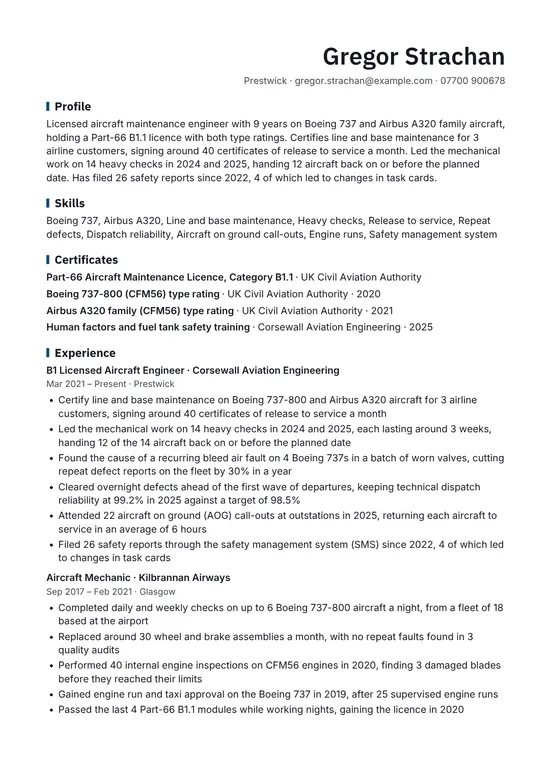 Gregor Strachan
Prestwick · gregor.strachan@example.com · 07700 900678
Profile
Licensed aircraft maintenance engineer with 9 years on Boeing 737 and Airbus A320 family aircraft,
holding a Part-66 B1.1 licence with both type ratings. Certifies line and base maintenance for 3
airline customers, signing around 40 certificates of release to service a month. Led the mechanical
work on 14 heavy checks in 2024 and 2025, handing 12 aircraft back on or before the planned
date. Has filed 26 safety reports since 2022, 4 of which led to changes in task cards.
Skills
Boeing 737, Airbus A320, Line and base maintenance, Heavy checks, Release to service, Repeat
defects, Dispatch reliability, Aircraft on ground call-outs, Engine runs, Safety management system
Certificates
Part-66 Aircraft Maintenance Licence, Category B1.1 · UK Civil Aviation Authority
Boeing 737-800 (CFM56) type rating · UK Civil Aviation Authority · 2020
Airbus A320 family (CFM56) type rating · UK Civil Aviation Authority · 2021
Human factors and fuel tank safety training · Corsewall Aviation Engineering · 2025
Experience
B1 Licensed Aircraft Engineer · Corsewall Aviation Engineering
Mar 2021 – Present · Prestwick
• Certify line and base maintenance on Boeing 737-800 and Airbus A320 aircraft for 3 airline
customers, signing around 40 certificates of release to service a month
• Led the mechanical work on 14 heavy checks in 2024 and 2025, each lasting around 3 weeks,
handing 12 of the 14 aircraft back on or before the planned date
• Found the cause of a recurring bleed air fault on 4 Boeing 737s in a batch of worn valves, cutting
repeat defect reports on the fleet by 30% in a year
• Cleared overnight defects ahead of the first wave of departures, keeping technical dispatch
reliability at 99.2% in 2025 against a target of 98.5%
• Attended 22 aircraft on ground (AOG) call-outs at outstations in 2025, returning each aircraft to
service in an average of 6 hours
• Filed 26 safety reports through the safety management system (SMS) since 2022, 4 of which led
to changes in task cards
Aircraft Mechanic · Kilbrannan Airways
Sep 2017 – Feb 2021 · Glasgow
• Completed daily and weekly checks on up to 6 Boeing 737-800 aircraft a night, from a fleet of 18
based at the airport
• Replaced around 30 wheel and brake assemblies a month, with no repeat faults found in 3
quality audits
• Performed 40 internal engine inspections on CFM56 engines in 2020, finding 3 damaged blades
before they reached their limits
• Gained engine run and taxi approval on the Boeing 737 in 2019, after 25 supervised engine runs
• Passed the last 4 Part-66 B1.1 modules while working nights, gaining the licence in 2020